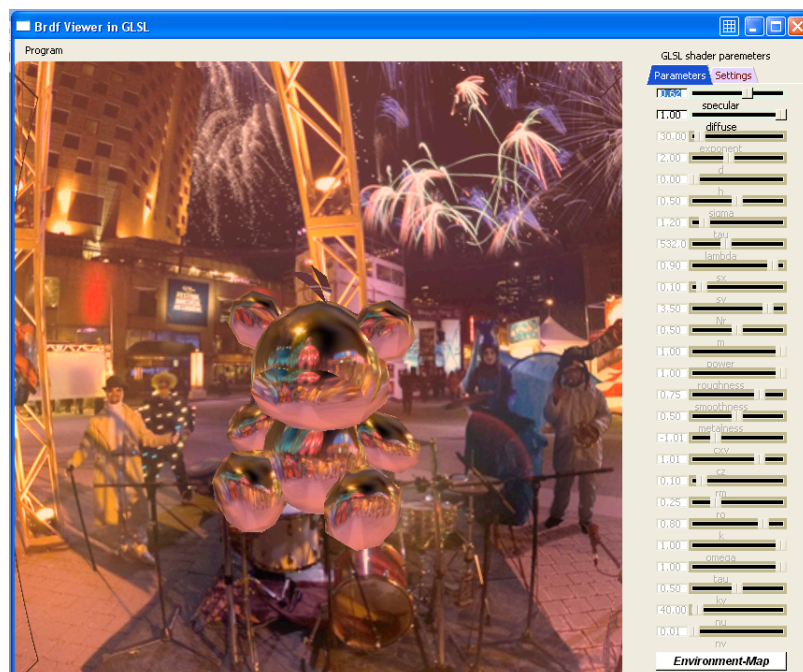 Brdf Viewer in GLSL
Program
GLSL shader paremeters
Parameters Settings
0.62
specular
1.00
diffuse
30.00
exponent
2.00
d
0.00
h
0.50
sigma
1.20
tau
532.0
lambda
0.90
sx
0.10
sy
3.50
Nr
0.50
m
1.00
power
1.00
roughness
0.75
smoothness
0.50
metalness
-1.01
cxy
1.01
cz
0.10
rm
0.25
ro
0.80
k
1.00
omega
1.00
tau
0.50
kv
40.00
nu
0.01
nv
Environment-Map